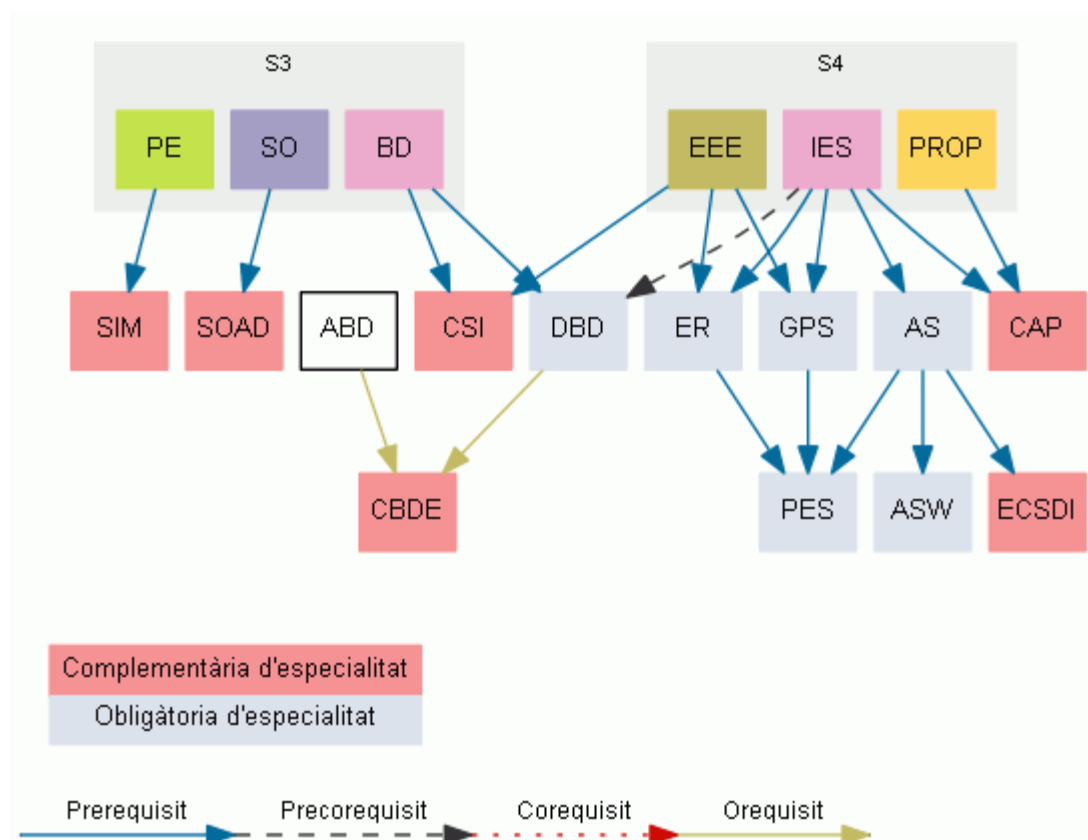 S3 S4
PE SO BD EEE IES PROP
SIM SOAD ABD CSI DBD ER GPS AS CAP
CBDE PES ASW ECSDI
Complementària d'especialitat
Obligàtoria d'especialitat
Prerequisit Precorequisit Corequisit Orequisit